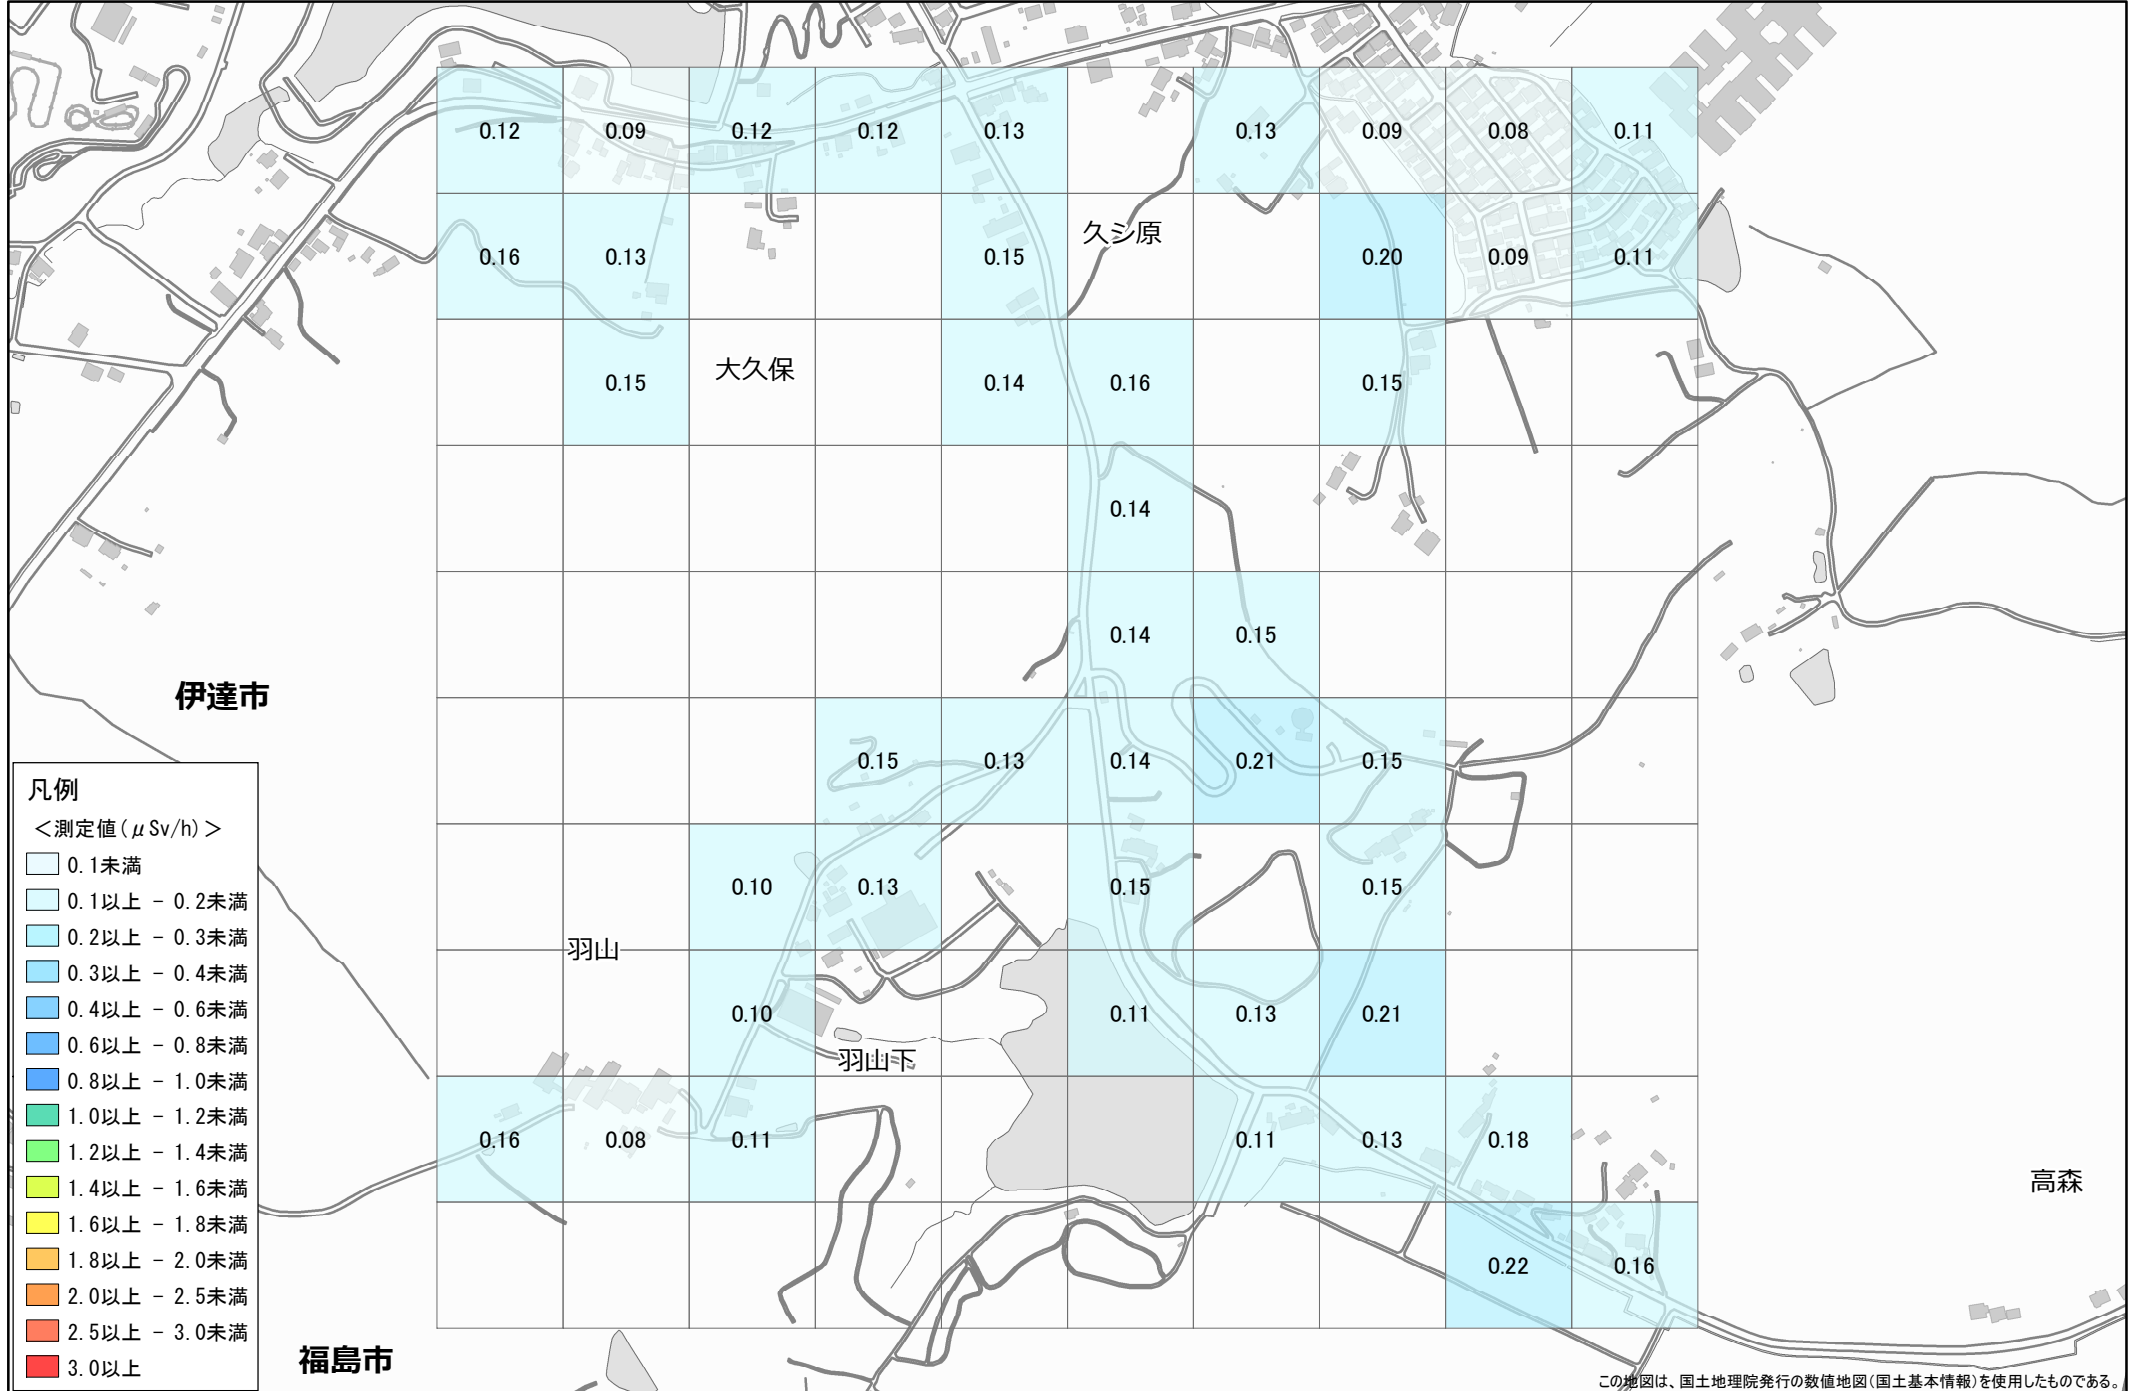 0.12 0.09 0.12 0.12 0.13 0.13 0.09 0.08 0.11
久シ原
0.16 0.13 0.15 0.20 0.09 0.11
大久保
0.15 0.14 0.16 0.15
0.14
0.14 0.15
伊達市
0.15 0.13 0.14 0.21 0.15
0.10 0.13 0.15 0.15
羽山
0.10 0.11 0.13 0.21
羽山下
0.16 0.08 0.11 0.11 0.13 0.18
高森
0.22 0.16
福島市
凡例
＜測定値(μSv/h)＞
0.1未満
0.1以上 － 0.2未満
0.2以上 － 0.3未満
0.3以上 － 0.4未満
0.4以上 － 0.6未満
0.6以上 － 0.8未満
0.8以上 － 1.0未満
1.0以上 － 1.2未満
1.2以上 － 1.4未満
1.4以上 － 1.6未満
1.6以上 － 1.8未満
1.8以上 － 2.0未満
2.0以上 － 2.5未満
2.5以上 － 3.0未満
3.0以上
この地図は、国土地理院発行の数値地図(国土基本情報)を使用したものである。